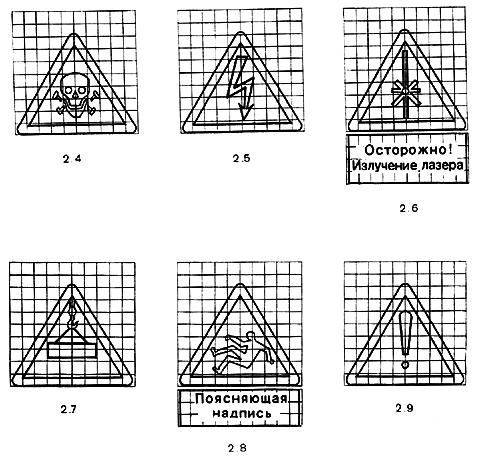 2.4
2.5
Осторожно!
Излучение лазера
2.6
2.7
Поясняющая
надпись
2.8
2.9